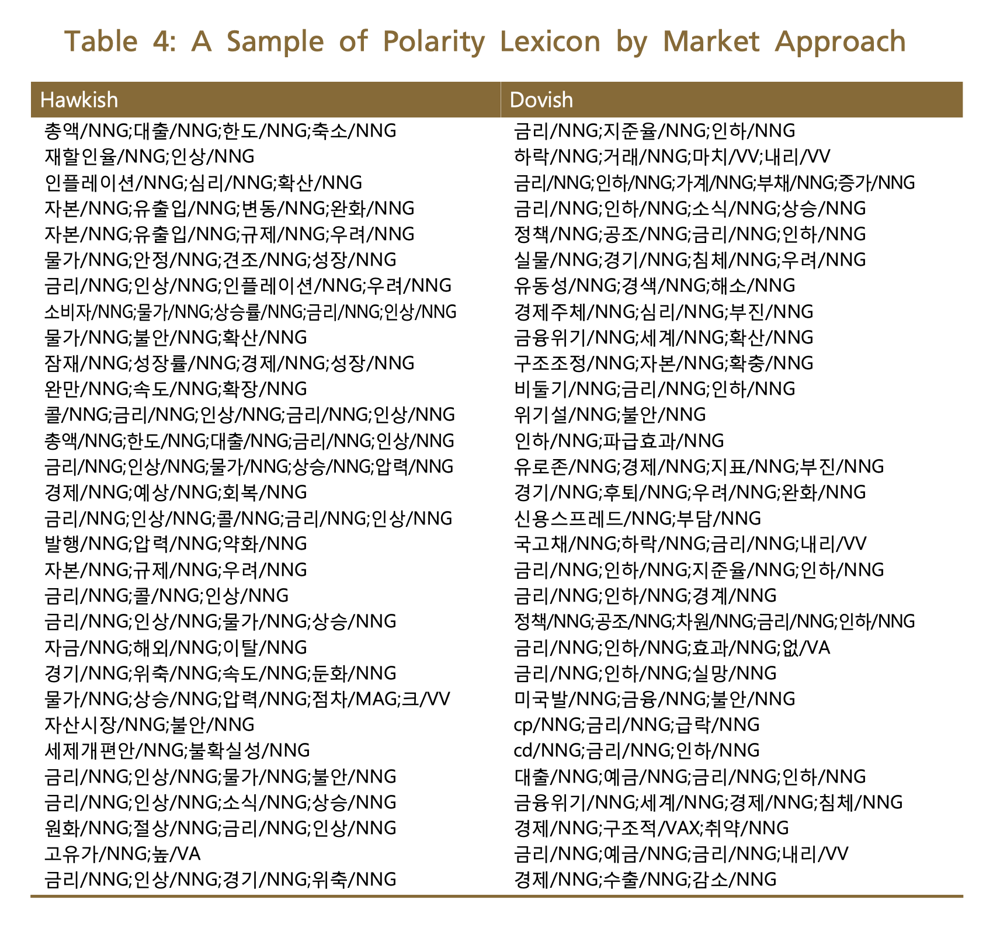 Table 4: A Sample of Polarity Lexicon by Market Approach
Hawkish Dovish
총액/NNG;대출/NNG;한도/NNG;축소/NNG 금리/NNG;지준율/NNG;인하/NNG
재할인율/NNG;인상/NNG 하락/NNG;거래/NNG;마치/VV;내리/VV
인플레이션/NNG;심리/NNG;확산/NNG 금리/NNG;인하/NNG;가계/NNG;부채/NNG;증가/NNG
자본/NNG;유출입/NNG;변동/NNG;완화/NNG 금리/NNG;인하/NNG;소식/NNG;상승/NNG
자본/NNG;유출입/NNG;규제/NNG;우려/NNG 정책/NNG;공조/NNG;금리/NNG;인하/NNG
물가/NNG;안정/NNG;견조/NNG;성장/NNG 실물/NNG;경기/NNG;침체/NNG;우려/NNG
금리/NNG;인상/NNG;인플레이션/NNG;우려/NNG 유동성/NNG;경색/NNG;해소/NNG
소비자/NNG;물가/NNG;상승률/NNG;금리/NNG;인상/NNG 경제주체/NNG;심리/NNG;부진/NNG
물가/NNG;불안/NNG;확산/NNG 금융위기/NNG;세계/NNG;확산/NNG
잠재/NNG;성장률/NNG;경제/NNG;성장/NNG 구조조정/NNG;자본/NNG;확충/NNG
완만/NNG;속도/NNG;확장/NNG 비둘기/NNG;금리/NNG;인하/NNG
콜/NNG;금리/NNG;인상/NNG;금리/NNG;인상/NNG 위기설/NNG;불안/NNG
총액/NNG;한도/NNG;대출/NNG;금리/NNG;인상/NNG 인하/NNG;파급효과/NNG
금리/NNG;인상/NNG;물가/NNG;상승/NNG;압력/NNG 유로존/NNG;경제/NNG;지표/NNG;부진/NNG
경제/NNG;예상/NNG;회복/NNG 경기/NNG;후퇴/NNG;우려/NNG;완화/NNG
금리/NNG;인상/NNG;콜/NNG;금리/NNG;인상/NNG 신용스프레드/NNG;부담/NNG
발행/NNG;압력/NNG;약화/NNG 국고채/NNG;하락/NNG;금리/NNG;내리/VV
자본/NNG;규제/NNG;우려/NNG 금리/NNG;인하/NNG;지준율/NNG;인하/NNG
금리/NNG;콜/NNG;인상/NNG 금리/NNG;인하/NNG;경계/NNG
금리/NNG;인상/NNG;물가/NNG;상승/NNG 정책/NNG;공조/NNG;차원/NNG;금리/NNG;인하/NNG
자금/NNG;해외/NNG;이탈/NNG 금리/NNG;인하/NNG;효과/NNG;없/VA
경기/NNG;위축/NNG;속도/NNG;둔화/NNG 금리/NNG;인하/NNG;실망/NNG
물가/NNG;상승/NNG;압력/NNG;점차/MAG;크/VV 미국발/NNG;금융/NNG;불안/NNG
자산시장/NNG;불안/NNG cp/NNG;금리/NNG;급락/NNG
세제개편안/NNG;불확실성/NNG cd/NNG;금리/NNG;인하/NNG
금리/NNG;인상/NNG;물가/NNG;불안/NNG 대출/NNG;예금/NNG;금리/NNG;인하/NNG
금리/NNG;인상/NNG;소식/NNG;상승/NNG 금융위기/NNG;세계/NNG;경제/NNG;침체/NNG
원화/NNG;절상/NNG;금리/NNG;인상/NNG 경제/NNG;구조적/VAX;취약/NNG
고유가/NNG;높/VA 금리/NNG;예금/NNG;금리/NNG;내리/VV
금리/NNG;인상/NNG;경기/NNG;위축/NNG 경제/NNG;수출/NNG;감소/NNG